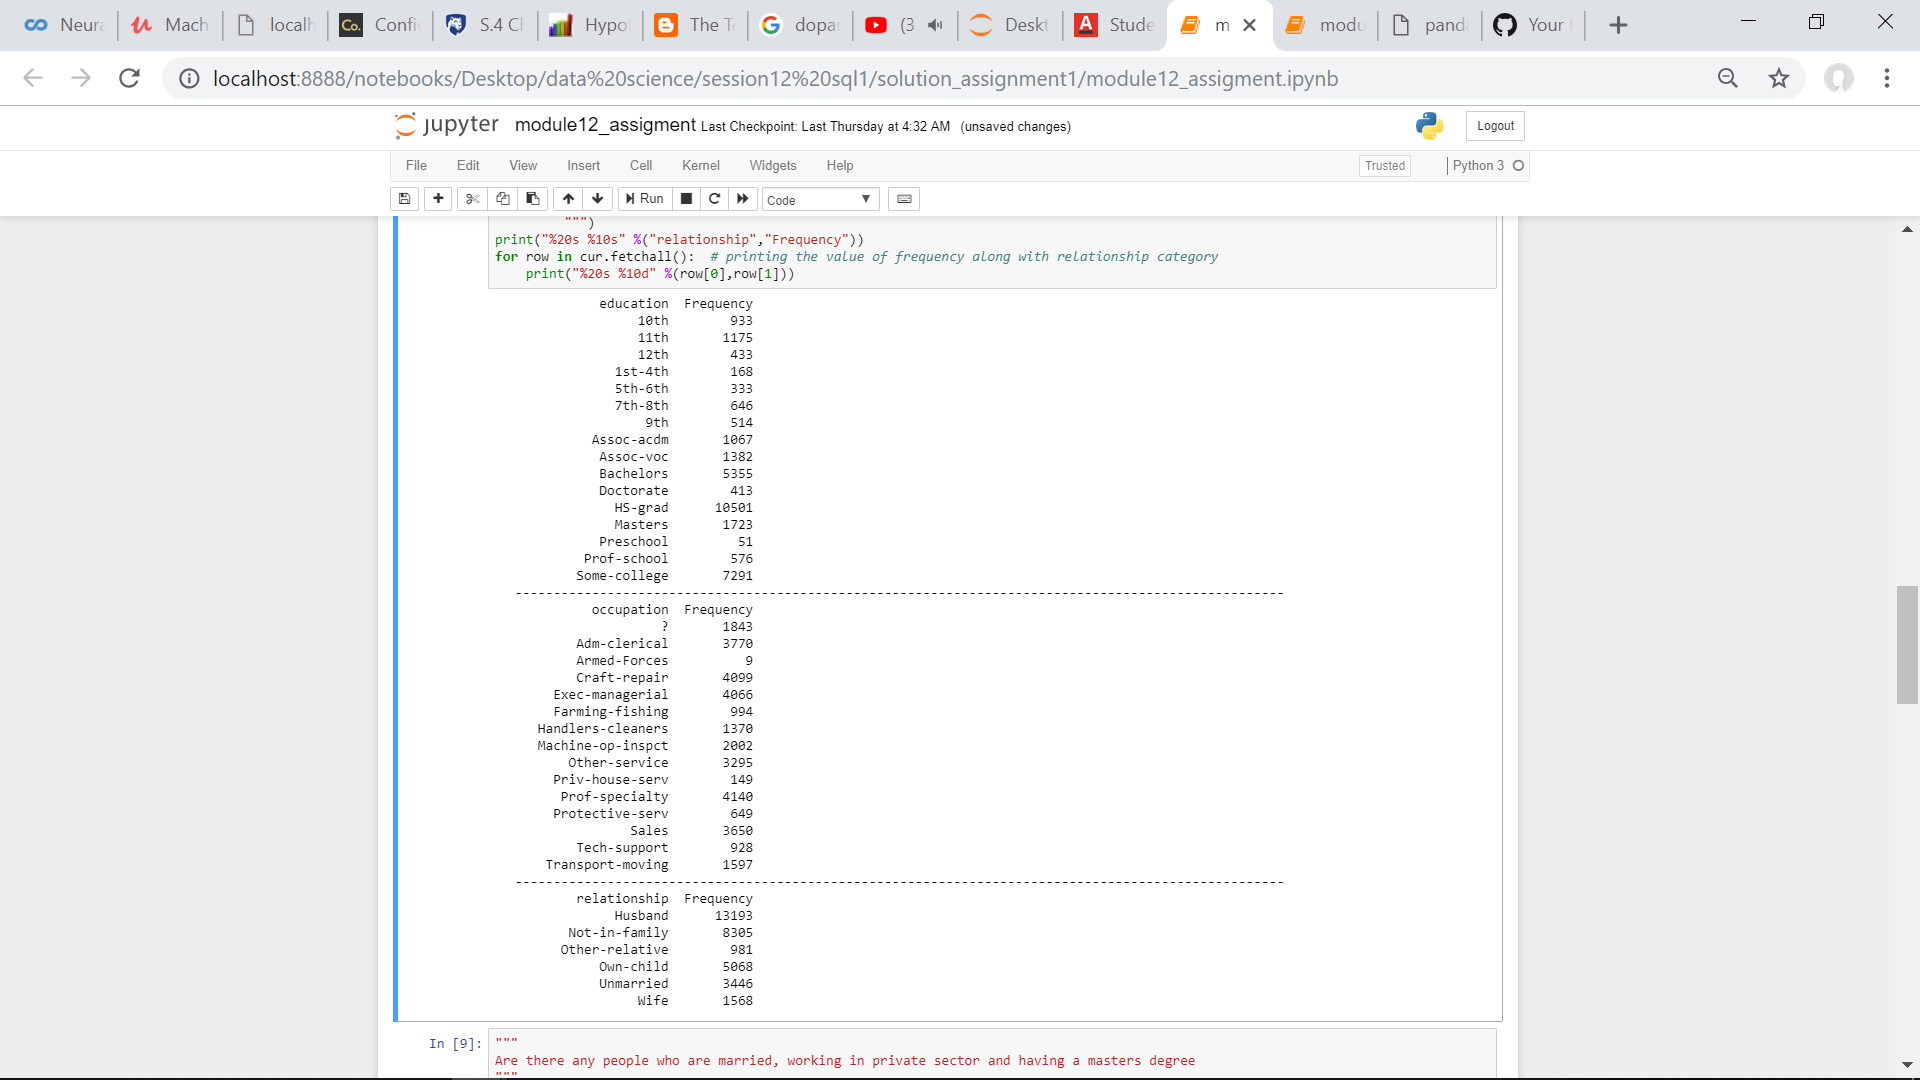 Neura
Mach
localh
Co. Confic
S.4 Ch
Hypot
The T
dopar
(3
Deskt
A Stude
m
modu
panda
Your
localhost:8888/notebooks/Desktop/data%20science/session12%20sql1/solution_assignment1/module12_assigment.ipynb
jupyter module12_assigment Last Checkpoint: Last Thursday at 4:32 AM (unsaved changes)
Logout
File Edit View Insert Cell Kernel Widgets Help
Trusted Python 3
Run Code
""")
print("%20s %10s" %("relationship","Frequency"))
for row in cur.fetchall():  # printing the value of frequency along with relationship category
    print("%20s %10d" %(row[0],row[1]))
education Frequency
10th 933
11th 1175
12th 433
1st-4th 168
5th-6th 333
7th-8th 646
9th 514
Assoc-acdm 1067
Assoc-voc 1382
Bachelors 5355
Doctorate 413
HS-grad 10501
Masters 1723
Preschool 51
Prof-school 576
Some-college 7291
----------------------------------------------------------------------------------------------------
occupation Frequency
? 1843
Adm-clerical 3770
Armed-Forces 9
Craft-repair 4099
Exec-managerial 4066
Farming-fishing 994
Handlers-cleaners 1370
Machine-op-inspct 2002
Other-service 3295
Priv-house-serv 149
Prof-specialty 4140
Protective-serv 649
Sales 3650
Tech-support 928
Transport-moving 1597
----------------------------------------------------------------------------------------------------
relationship Frequency
Husband 13193
Not-in-family 8305
Other-relative 981
Own-child 5068
Unmarried 3446
Wife 1568
In [9]: """
Are there any people who are married, working in private sector and having a masters degree
"""